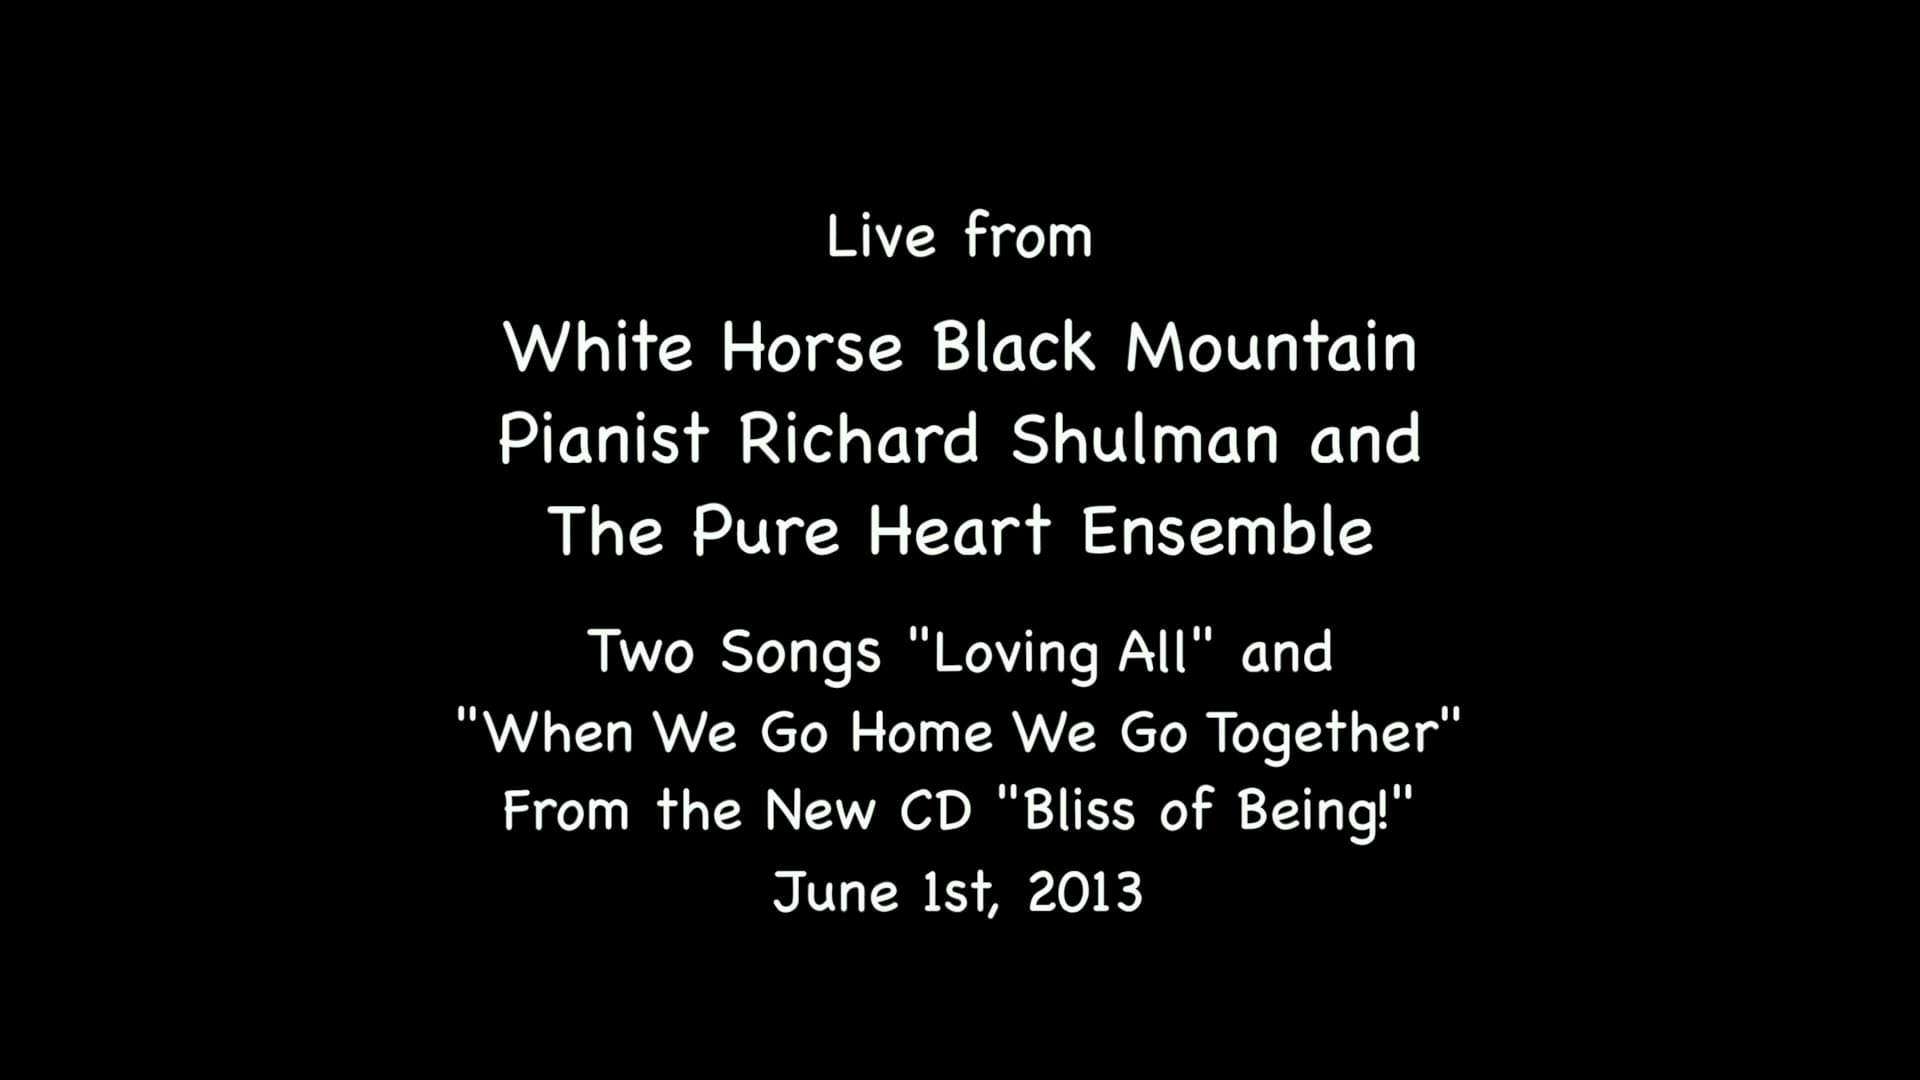 Live from
White Horse Black Mountain
Pianist Richard Shulman and
The Pure Heart Ensemble
Two Songs "Loving All" and
"When We Go Home We Go Together"
From the New CD "Bliss of Being!"
June 1st, 2013